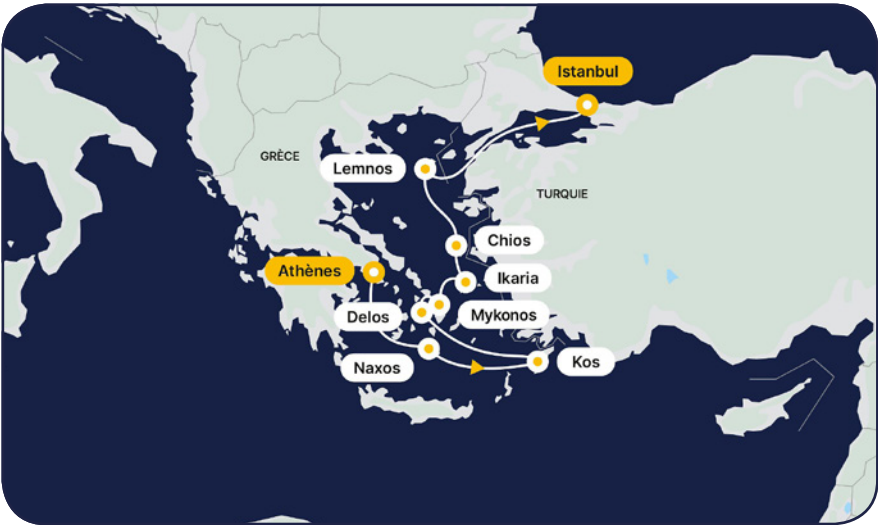 Istanbul
GRÈCE
Lemnos
TURQUIE
Chios
Athènes
Ikaria
Delos
Mykonos
Naxos
Kos